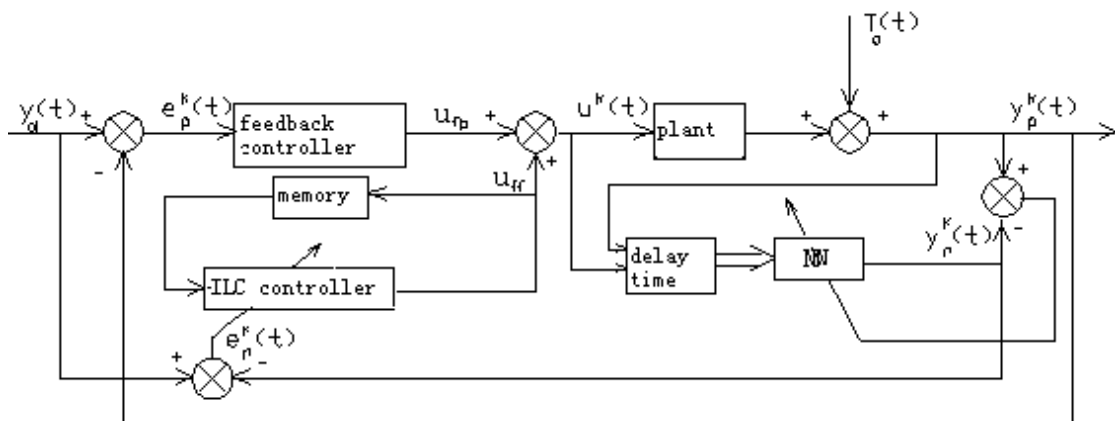 T_o(t)
y_d(t)
+
e_p^k(t)
feedback
controller
u_fb
+
u^k(t)
plant
+
+
y_p^k(t)
-
+
u_ff
memory
+
delay
time
NN
y_n^k(t)
-
ILC controller
e_n^k(t)
+
-